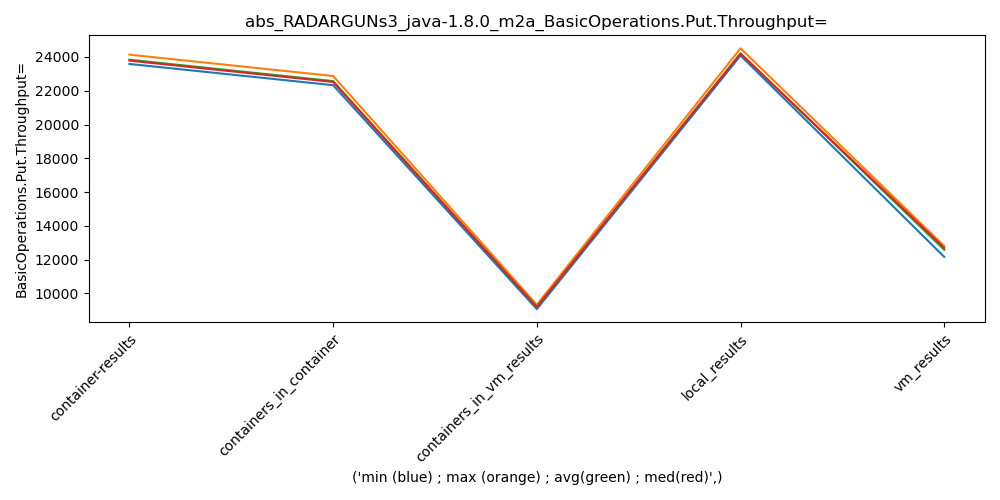 abs_RADARGUNs3_java-1.8.0_m2a_BasicOperations.Put.Throughput=
BasicOperations.Put.Throughput=
24000
22000
20000
18000
16000
14000
12000
10000
container-results
containers_in_container
containers_in_vm_results
local_results
vm_results
('min (blue) ; max (orange) ; avg(green) ; med(red)',)